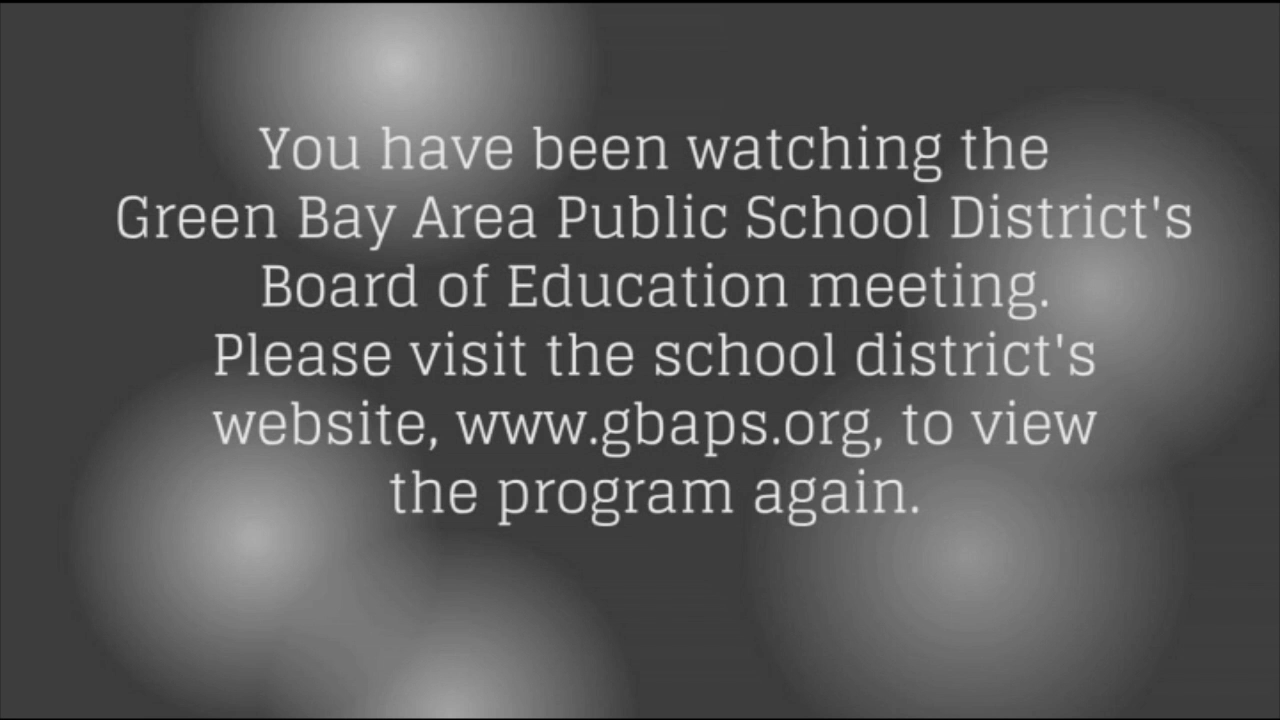 You have been watching the
Green Bay Area Public School District's
Board of Education meeting.
Please visit the school district's
website, www.gbaps.org, to view
the program again.